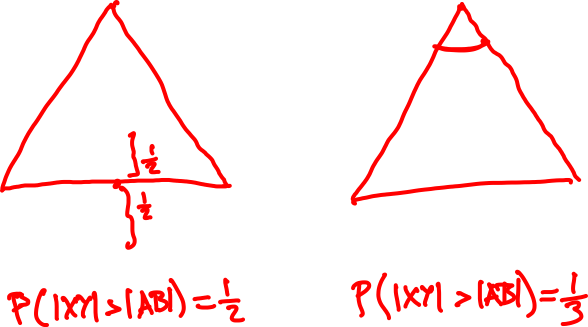 1/2
1/2
P(|XY| > |AB|) = 1/2
P(|XY| > |AB|) = 1/3